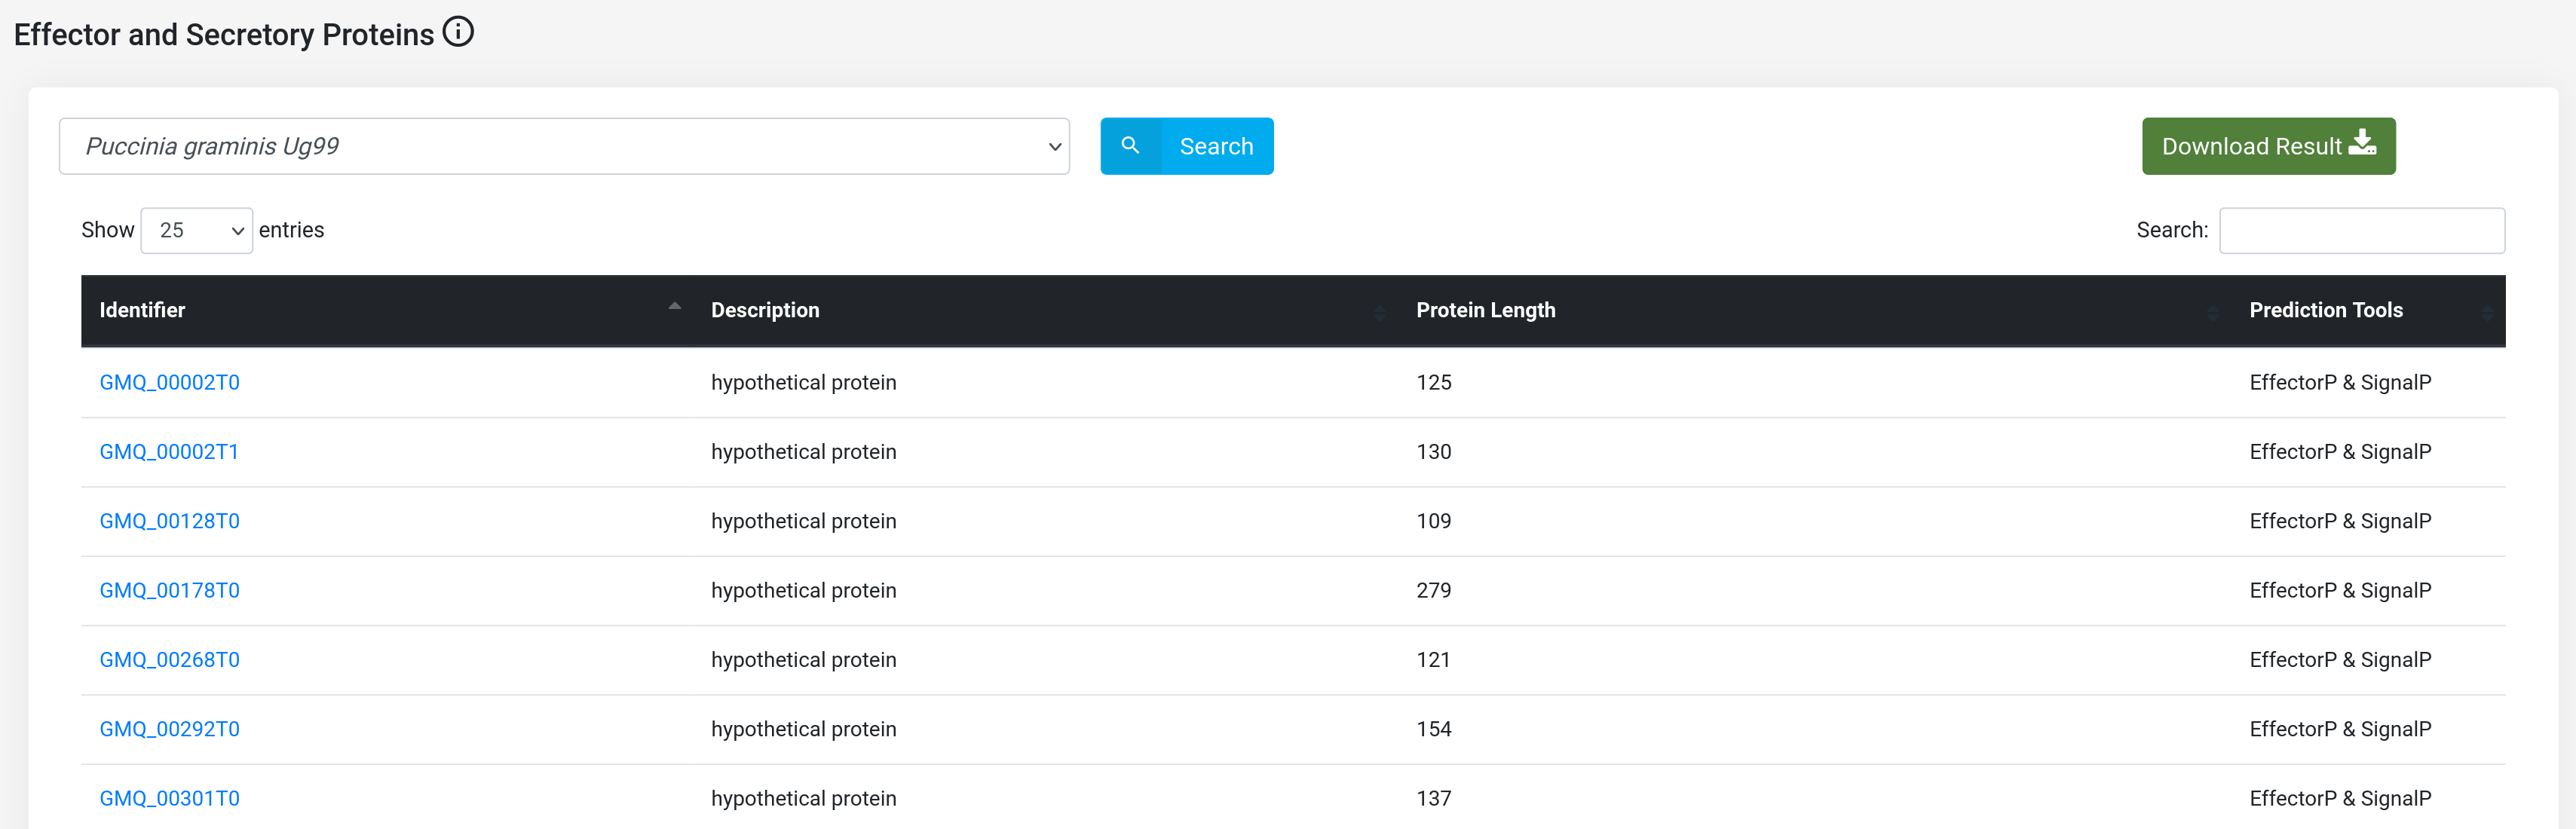 Effector and Secretory Proteins
Puccinia graminis Ug99 Search Download Result
Show 25 entries Search:
Identifier Description Protein Length Prediction Tools
GMQ_00002T0 hypothetical protein 125 EffectorP & SignalP
GMQ_00002T1 hypothetical protein 130 EffectorP & SignalP
GMQ_00128T0 hypothetical protein 109 EffectorP & SignalP
GMQ_00178T0 hypothetical protein 279 EffectorP & SignalP
GMQ_00268T0 hypothetical protein 121 EffectorP & SignalP
GMQ_00292T0 hypothetical protein 154 EffectorP & SignalP
GMQ_00301T0 hypothetical protein 137 EffectorP & SignalP